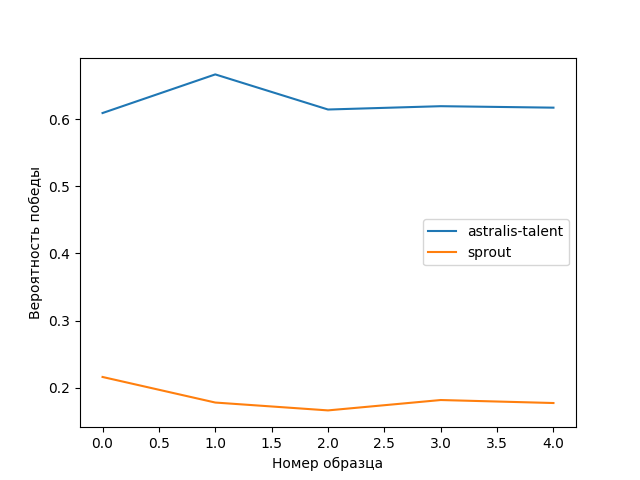 0.6
0.5
0.4
0.3
0.2
Вероятность победы
astralis-talent
sprout
0.0 0.5 1.0 1.5 2.0 2.5 3.0 3.5 4.0
Номер образца